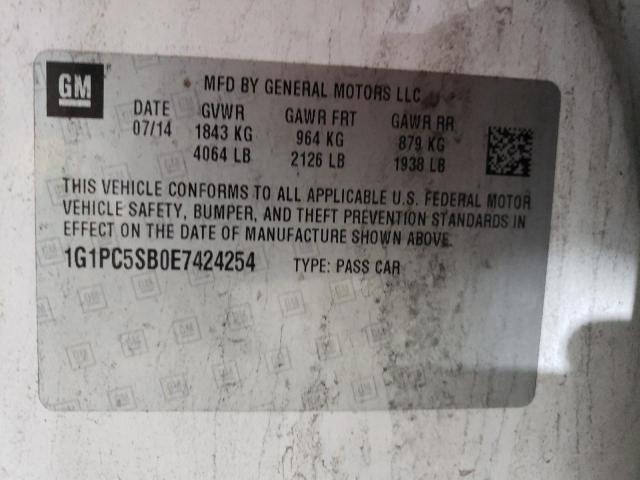 GM
MFD BY GENERAL MOTORS LLC
DATE GVWR GAWR FRT GAWR RR
07/14 1843 KG 964 KG 879 KG
4064 LB 2126 LB 1938 LB
THIS VEHICLE CONFORMS TO ALL APPLICABLE U.S. FEDERAL MOTOR
VEHICLE SAFETY, BUMPER, AND THEFT PREVENTION STANDARDS IN
EFFECT ON THE DATE OF MANUFACTURE SHOWN ABOVE.
1G1PC5SB0E7424254 TYPE: PASS CAR